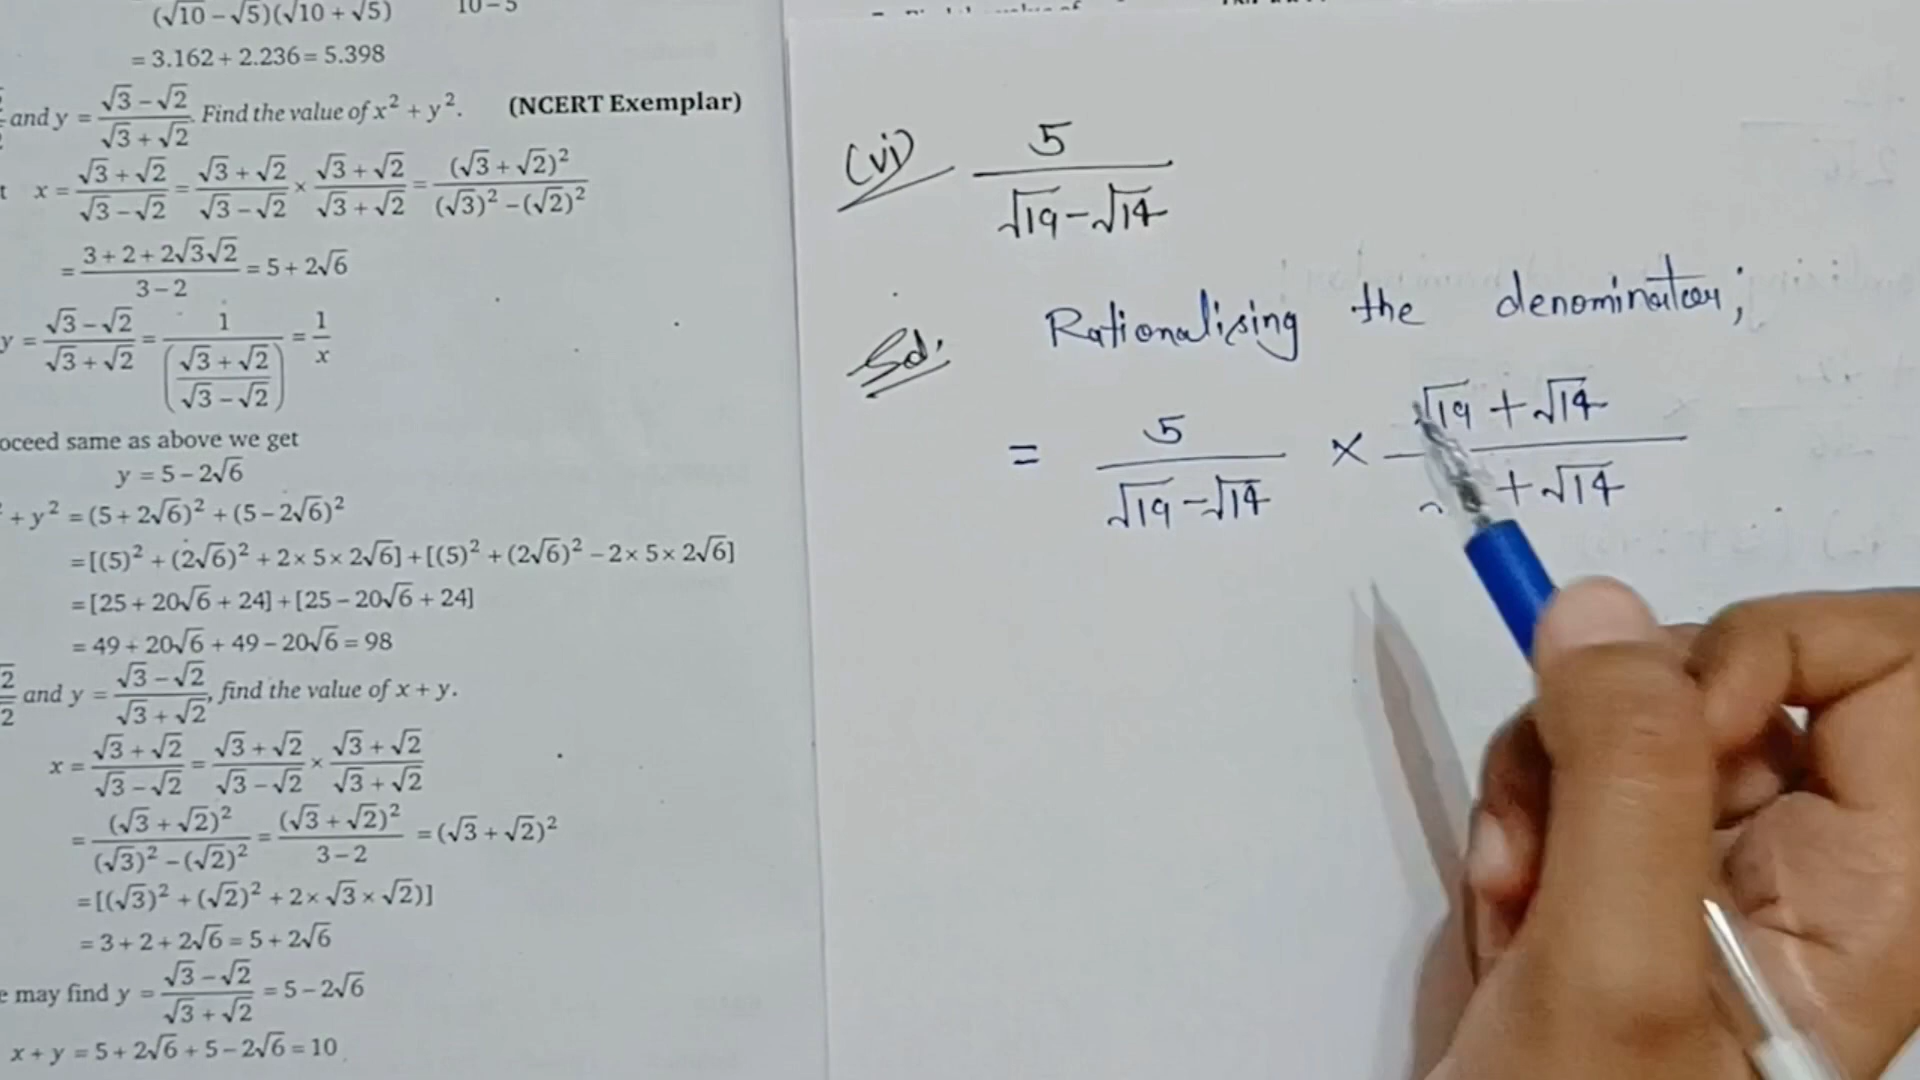 (√10 − √5)(√10 + √5) 10 − 5
= 3.162 + 2.236 = 5.398
and y = (√3 − √2)/(√3 + √2). Find the value of x² + y². (NCERT Exemplar)
x = (√3 + √2)/(√3 − √2) = (√3 + √2)/(√3 − √2) × (√3 + √2)/(√3 + √2) = (√3 + √2)²/((√3)² − (√2)²)
= (3 + 2 + 2√3√2)/(3 − 2) = 5 + 2√6
y = (√3 − √2)/(√3 + √2) = 1/((√3 + √2)/(√3 − √2)) = 1/x
oceed same as above we get
y = 5 − 2√6
+ y² = (5 + 2√6)² + (5 − 2√6)²
= [(5)² + (2√6)² + 2 × 5 × 2√6] + [(5)² + (2√6)² − 2 × 5 × 2√6]
= [25 + 20√6 + 24] + [25 − 20√6 + 24]
= 49 + 20√6 + 49 − 20√6 = 98
and y = (√3 − √2)/(√3 + √2), find the value of x + y.
x = (√3 + √2)/(√3 − √2) = (√3 + √2)/(√3 − √2) × (√3 + √2)/(√3 + √2)
= (√3 + √2)²/((√3)² − (√2)²) = (√3 + √2)²/(3 − 2) = (√3 + √2)²
= [(√3)² + (√2)² + 2 × √3 × √2)]
= 3 + 2 + 2√6 = 5 + 2√6
e may find y = (√3 − √2)/(√3 + √2) = 5 − 2√6
x + y = 5 + 2√6 + 5 − 2√6 = 10
(vi) 5/(√19 − √14)
Sol: Rationalising the denominator;
= 5/(√19 − √14) × (√19 + √14)/(√ + √14)